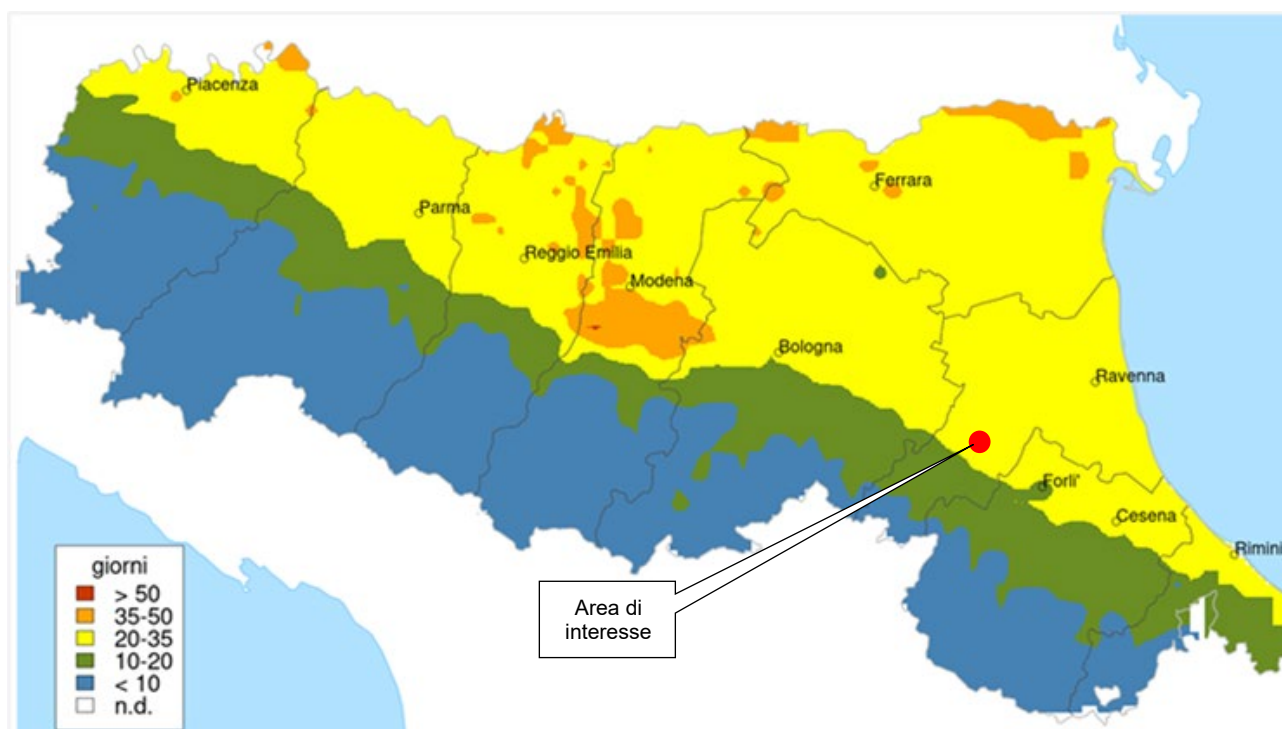 Piacenza
Parma
Reggio Emilia
Modena
Ferrara
Bologna
Ravenna
Forli'
Cesena
Rimini
Area di
interesse
giorni
> 50
35-50
20-35
10-20
< 10
n.d.